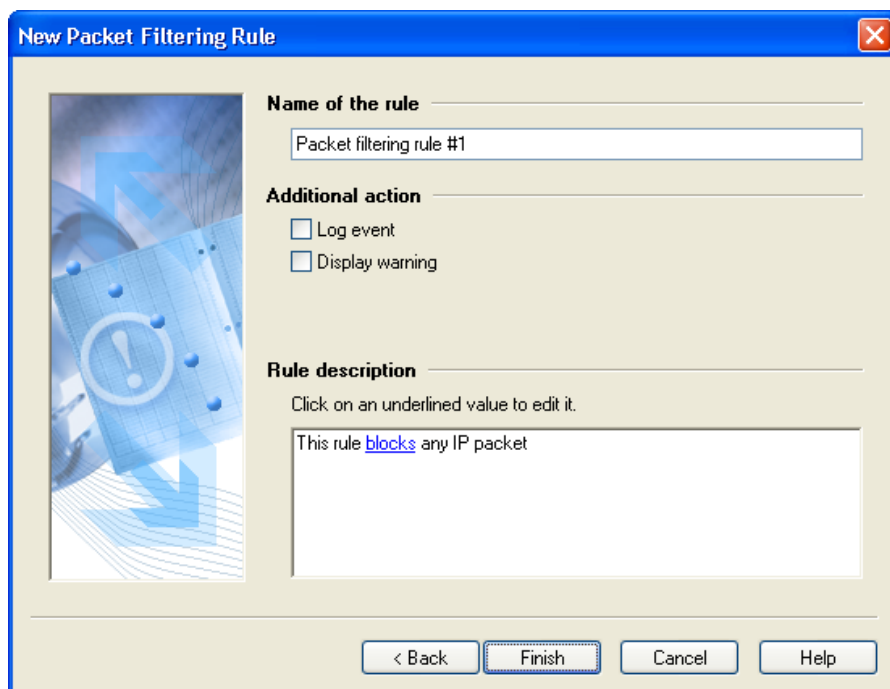 New Packet Filtering Rule
Name of the rule
Packet filtering rule #1
Additional action
Log event
Display warning
Rule description
Click on an underlined value to edit it.
This rule blocks any IP packet
< Back
Finish
Cancel
Help